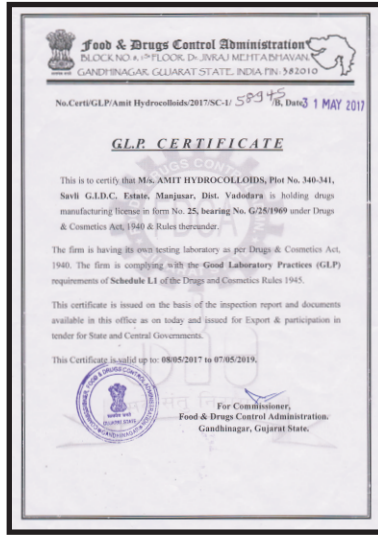 Food & Drugs Control Administration
BLOCK NO. 8, 1ST FLOOR, Dr. JIVRAJ MEHTA BHAVAN,
GANDHINAGAR, GUJARAT STATE, INDIA. PIN: 382010
No.Certi/GLP/Amit Hydrocolloids/2017/SC-1/ 58945 /B, Date 31 MAY 2017
G.L.P. CERTIFICATE
This is to certify that M/s. AMIT HYDROCOLLOIDS, Plot No. 340-341,
Savli G.I.D.C. Estate, Manjusar, Dist. Vadodara is holding drugs
manufacturing license in form No. 25, bearing No. G/25/1969 under Drugs
& Cosmetics Act, 1940 & Rules thereunder.
The firm is having its own testing laboratory as per Drugs & Cosmetics Act,
1940. The firm is complying with the Good Laboratory Practices (GLP)
requirements of Schedule L1 of the Drugs and Cosmetics Rules 1945.
This certificate is issued on the basis of the inspection report and documents
available in this office as on today and issued for Export & participation in
tender for State and Central Governments.
This Certificate is valid up to: 08/05/2017 to 07/05/2019.
For Commissioner,
Food & Drugs Control Administration.
Gandhinagar, Gujarat State.
FOOD & DRUGS CONTROL
GUJARAT STATE
GANDHINAGAR